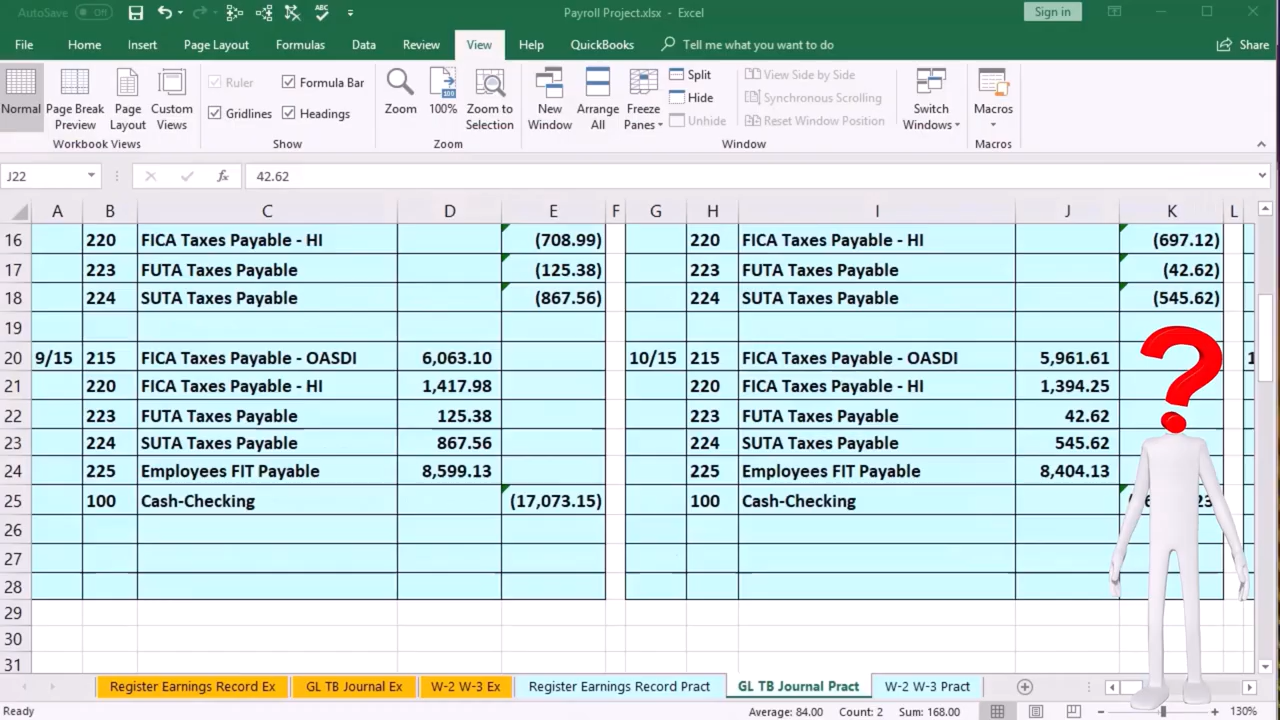 AutoSave Off Payroll Project.xlsx - Excel Sign in
File Home Insert Page Layout Formulas Data Review View Help QuickBooks Tell me what you want to do Share
Normal Page Break Preview Page Layout Custom Views
Workbook Views
Ruler Formula Bar
Gridlines Headings
Show
Zoom 100% Zoom to Selection
Zoom
New Window Arrange All Freeze Panes
Split
Hide
Unhide
View Side by Side
Synchronous Scrolling
Reset Window Position
Switch Windows
Window
Macros
Macros
J22 fx 42.62
A B C D E F G H I J K L
16 220 FICA Taxes Payable - HI (708.99) 220 FICA Taxes Payable - HI (697.12)
17 223 FUTA Taxes Payable (125.38) 223 FUTA Taxes Payable (42.62)
18 224 SUTA Taxes Payable (867.56) 224 SUTA Taxes Payable (545.62)
19
20 9/15 215 FICA Taxes Payable - OASDI 6,063.10 10/15 215 FICA Taxes Payable - OASDI 5,961.61 1
21 220 FICA Taxes Payable - HI 1,417.98 220 FICA Taxes Payable - HI 1,394.25
22 223 FUTA Taxes Payable 125.38 223 FUTA Taxes Payable 42.62
23 224 SUTA Taxes Payable 867.56 224 SUTA Taxes Payable 545.62
24 225 Employees FIT Payable 8,599.13 225 Employees FIT Payable 8,404.13
25 100 Cash-Checking (17,073.15) 100 Cash-Checking
26
27
28
29
30
31
Register Earnings Record Ex GL TB Journal Ex W-2 W-3 Ex Register Earnings Record Pract GL TB Journal Pract W-2 W-3 Pract
Ready Average: 84.00 Count: 2 Sum: 168.00 130%